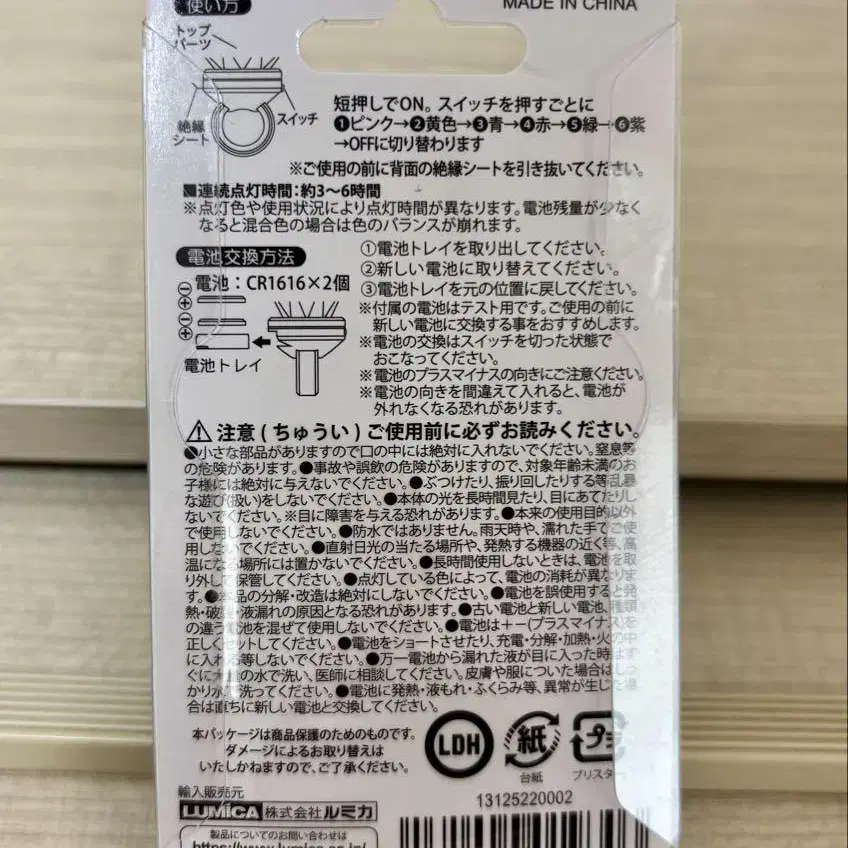 使い方
MADE IN CHINA
トップ
パーツ
絶縁
シート
スイッチ
短押しでON。スイッチを押すごとに
❶ピンク→❷黄色→❸青→❹赤→❺緑→❻紫
→OFFに切り替わります
※ご使用の前に背面の絶縁シートを引き抜いてください。
■連続点灯時間：約3〜6時間
※点灯色や使用状況により点灯時間が異なります。電池残量が少なく
なると混合色の場合は色のバランスが崩れます。
電池交換方法
電池：CR1616×2個
⊖
⊕
⊖
⊕
電池トレイ
①電池トレイを取り出してください。
②新しい電池に取り替えてください。
③電池トレイを元の位置に戻してください。
※付属の電池はテスト用です。ご使用の前に
新しい電池に交換する事をおすすめします。
※電池の交換はスイッチを切った状態で
おこなってください。
※電池のプラスマイナスの向きにご注意ください。
※電池の向きを間違えて入れると、電池が
外れなくなる恐れがあります。
⚠注意(ちゅうい)ご使用前に必ずお読みください。
●小さな部品がありますので口の中には絶対に入れないでください。窒息等
の危険があります。●事故や誤飲の危険がありますので、対象年齢未満のお
子様には絶対に与えないでください。●ぶつけたり、振り回したりする等乱暴
な遊び(扱い)をしないでください。●本体の光を長時間見たり、目にあてたりし
ないでください。※目に障害を与える恐れがあります。●本来の使用目的以外
で使用しないでください。●防水ではありません。雨天時や、濡れた手でご使
用しないでください。●直射日光の当たる場所や、発熱する機器の近く等、高
温になる場所には置かないでください。●長時間使用しないときは、電池を取
り外して保管してください。●点灯している色によって、電池の消耗が異なりま
す。●本品の分解・改造は絶対にしないでください。●電池を誤使用すると発
熱・破裂・液漏れの原因となる恐れがあります。●古い電池と新しい電池、種類
の違う電池を混ぜて使用しないでください。●電池は＋−(プラスマイナス)を
正しくセットしてください。●電池をショートさせたり、充電・分解・加熱・火の中
に入れる等しないでください。●万一電池から漏れた液が目に入った時はす
ぐに大量の水で洗い、医師に相談してください。皮膚や服についた場合はしっ
かり水で洗ってください。●電池に発熱・液もれ・ふくらみ等、異常が生じた場
合は直ちに新しい電池と交換してください。
本パッケージは商品保護のためのものです。
ダメージによるお取り替えは
いたしかねますので、ご了承ください。
LDH
紙
台紙
プラ
ブリスター
輸入販売元
LUMICA 株式会社ルミカ
13125220002
製品についてのお問い合わせは
https://www.lumica.co.jp/